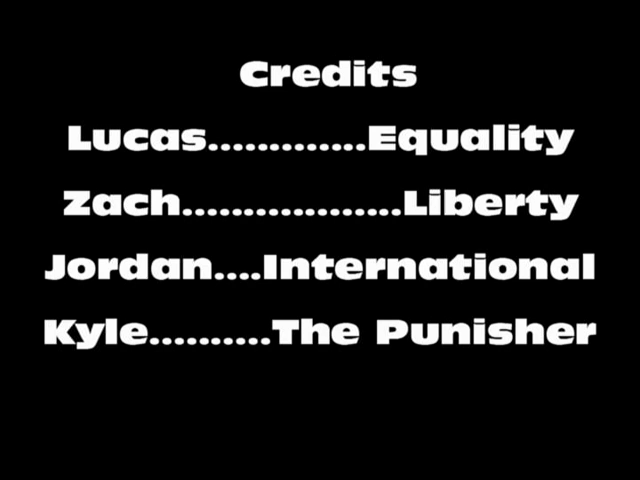 Credits
Lucas.............Equality
Zach..................Liberty
Jordan....International
Kyle..........The Punisher